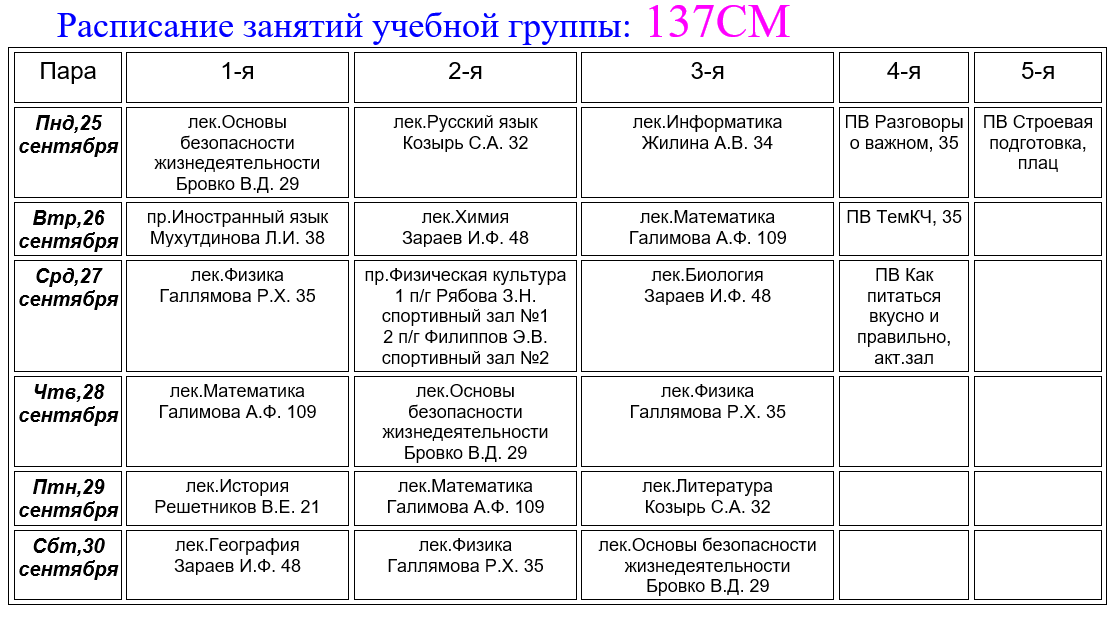 Расписание занятий учебной группы: 137СМ
Пара
1-я
2-я
3-я
4-я
5-я
Пнд,25
сентября
лек.Основы
безопасности
жизнедеятельности
Бровко В.Д. 29
лек.Русский язык
Козырь С.А. 32
лек.Информатика
Жилина А.В. 34
ПВ Разговоры
о важном, 35
ПВ Строевая
подготовка,
плац
Втр,26
сентября
пр.Иностранный язык
Мухутдинова Л.И. 38
лек.Химия
Зараев И.Ф. 48
лек.Математика
Галимова А.Ф. 109
ПВ ТемКЧ, 35
Срд,27
сентября
лек.Физика
Галлямова Р.Х. 35
пр.Физическая культура
1 п/г Рябова З.Н.
спортивный зал №1
2 п/г Филиппов Э.В.
спортивный зал №2
лек.Биология
Зараев И.Ф. 48
ПВ Как
питаться
вкусно и
правильно,
акт.зал
Чтв,28
сентября
лек.Математика
Галимова А.Ф. 109
лек.Основы
безопасности
жизнедеятельности
Бровко В.Д. 29
лек.Физика
Галлямова Р.Х. 35
Птн,29
сентября
лек.История
Решетников В.Е. 21
лек.Математика
Галимова А.Ф. 109
лек.Литература
Козырь С.А. 32
Сбт,30
сентября
лек.География
Зараев И.Ф. 48
лек.Физика
Галлямова Р.Х. 35
лек.Основы безопасности
жизнедеятельности
Бровко В.Д. 29